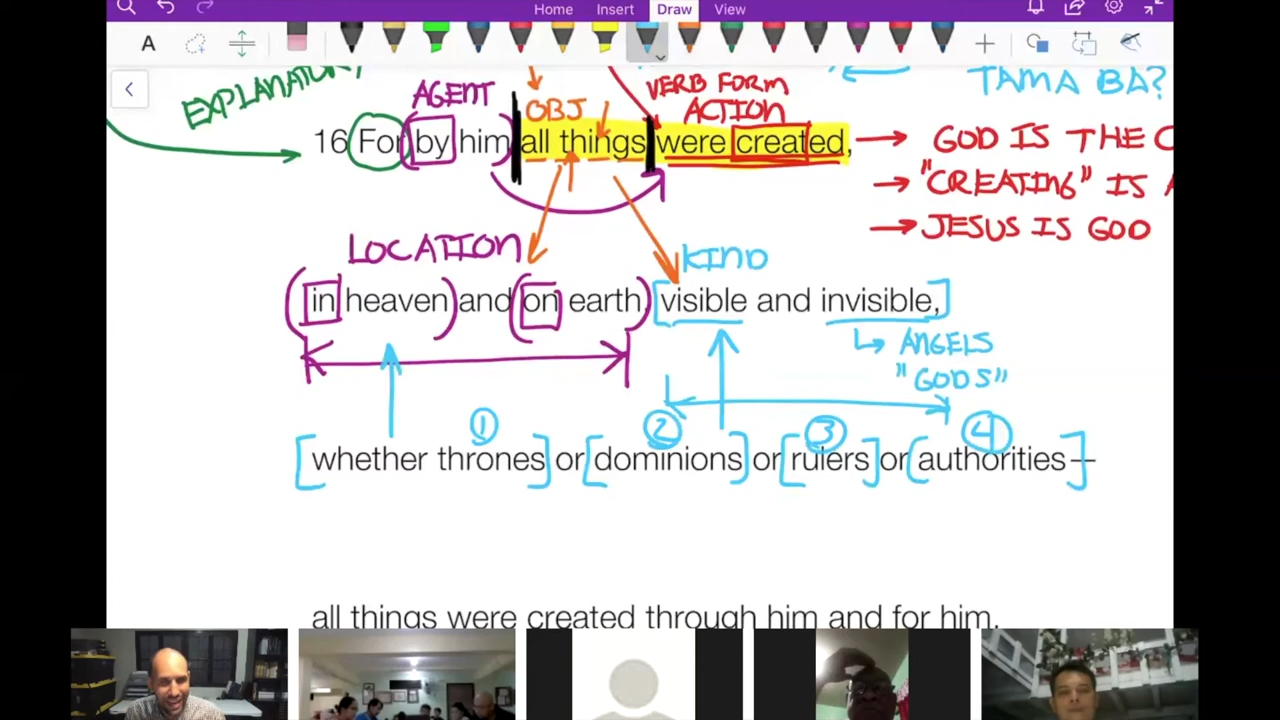 Home Insert Draw View
A
TAMA BA?
EXPLANATORY
AGENT
OBJ
VERB FORM
ACTION
16 For by him all things were created,
GOD IS THE C
"CREATING" IS A
JESUS IS GOD
LOCATION
KIND
in heaven and on earth, visible and invisible,
ANGELS
"GODS"
1 2 3 4
whether thrones or dominions or rulers or authorities—
all things were created through him and for him.